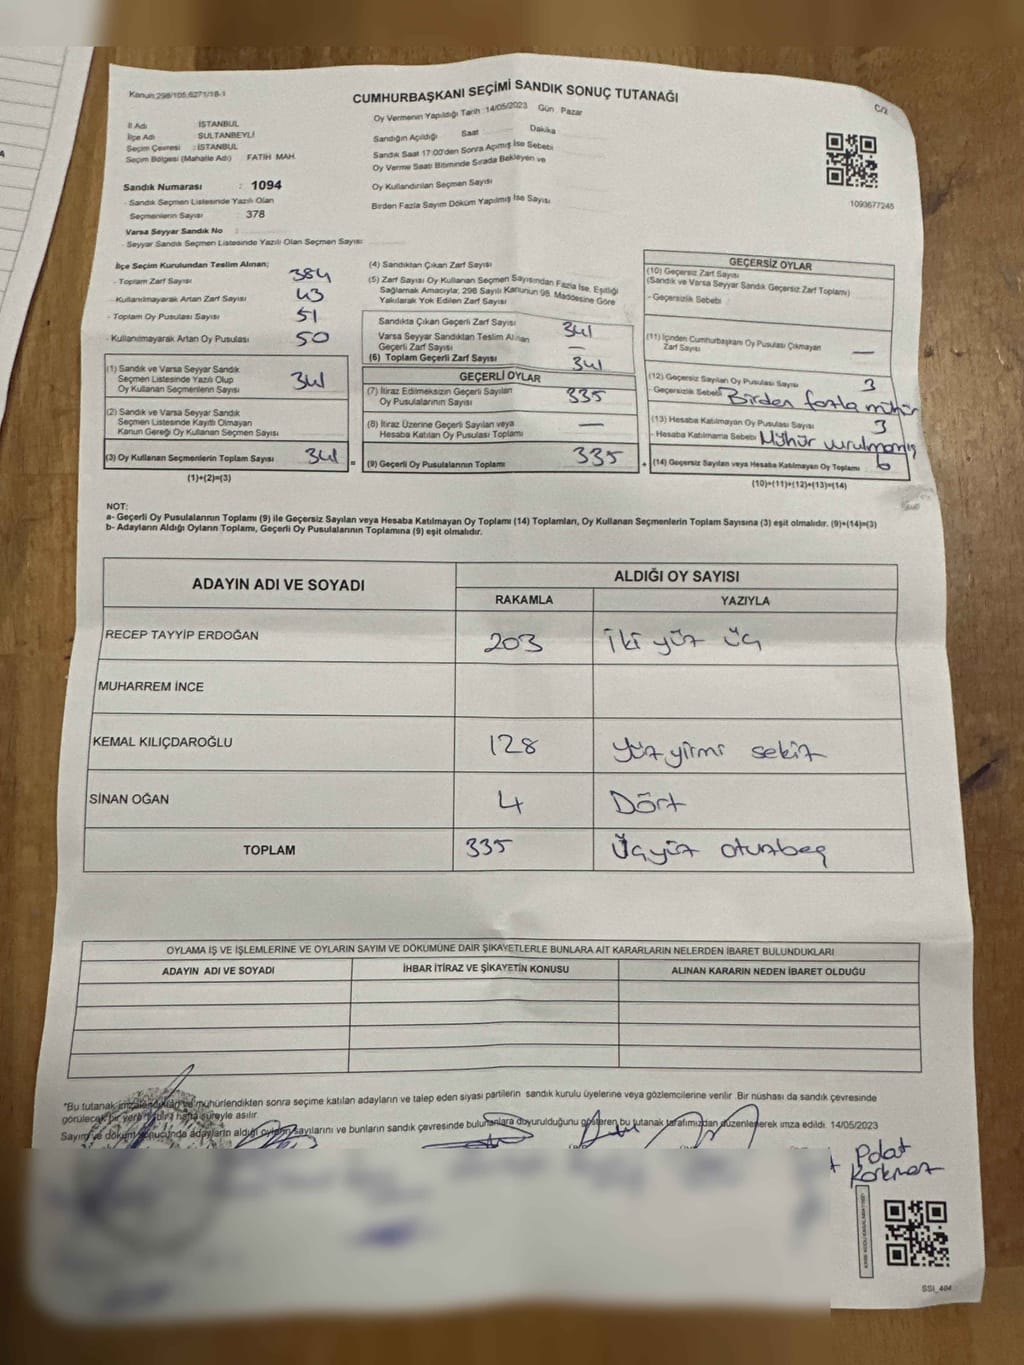 Kanun:298/105,6271/18-1
CUMHURBAŞKANI SEÇİMİ SANDIK SONUÇ TUTANAĞI
C/2
Oy Vermenin Yapıldığı Tarih :14/05/2023 Gün : Pazar
İl Adı : İSTANBUL
İlçe Adı : SULTANBEYLİ
Seçim Çevresi : İSTANBUL
Seçim Bölgesi (Mahalle Adı) FATIH MAH.
Sandık Numarası : 1094
- Sandık Seçmen Listesinde Yazılı Olan
Seçmenlerin Sayısı : 378
Varsa Seyyar Sandık No :
- Seyyar Sandık Seçmen Listesinde Yazılı Olan Seçmen Sayısı
Sandığın Açıldığı Saat Dakika
Sandık Saat 17:00'den Sonra Açımış İse Sebebi
Oy Verme Saati Bitiminde Sırada Bekleyen ve
Oy Kullandırılan Seçmen Sayısı
Birden Fazla Sayım Döküm Yapılmış İse Sayısı
1093677245
İlçe Seçim Kurulundan Teslim Alınan;
- Toplam Zarf Sayısı 384
- Kullanılmayarak Artan Zarf Sayısı 43
- Toplam Oy Pusulası Sayısı 51
- Kullanılmayarak Artan Oy Pusulası 50
(1) Sandık ve Varsa Seyyar Sandık
Seçmen Listesinde Yazılı Olup
Oy Kullanan Seçmenlerin Sayısı 341
(2) Sandık ve Varsa Seyyar Sandık
Seçmen Listesinde Kayıtlı Olmayan
Kanun Gereği Oy Kullanan Seçmen Sayısı
(3) Oy Kullanan Seçmenlerin Toplam Sayısı 341
(1)+(2)=(3)
(4) Sandıktan Çıkan Zarf Sayısı
(5) Zarf Sayısı Oy Kullanan Seçmen Sayısından Fazla İse, Eşitliği
Sağlamak Amacıyla; 298 Sayılı Kanunun 98. Maddesine Göre
Yakılarak Yok Edilen Zarf Sayısı
Sandıkta Çıkan Geçerli Zarf Sayısı 341
Varsa Seyyar Sandıktan Teslim Alınan
Geçerli Zarf Sayısı —
(6) Toplam Geçerli Zarf Sayısı 341
GEÇERLİ OYLAR
(7) İtiraz Edilmeksizin Geçerli Sayılan
Oy Pusulalarının Sayısı 335
(8) İtiraz Üzerine Geçerli Sayılan veya
Hesaba Katılan Oy Pusulası Toplamı —
= (9) Geçerli Oy Pusulalarının Toplamı 335
GEÇERSİZ OYLAR
(10) Geçersiz Zarf Sayısı
(Sandık ve Varsa Seyyar Sandık Geçersiz Zarf Toplamı)
- Geçersizlik Sebebi
(11) İçinden Cumhurbaşkanı Oy Pusulası Çıkmayan
Zarf Sayısı —
(12) Geçersiz Sayılan Oy Pusulası Sayısı 3
- Geçersizlik Sebebi Birden fazla mühür
(13) Hesaba Katılmayan Oy Pusulası Sayısı 3
- Hesaba Katılmama Sebebi Mühür vurulmamış
+ (14) Geçersiz Sayılan veya Hesaba Katılmayan Oy Toplamı 6
(10)+(11)+(12)+(13)=(14)
NOT:
a- Geçerli Oy Pusulalarının Toplamı (9) ile Geçersiz Sayılan veya Hesaba Katılmayan Oy Toplamı (14) Toplamları, Oy Kullanan Seçmenlerin Toplam Sayısına (3) eşit olmalıdır. (9)+(14)=(3)
b- Adayların Aldığı Oyların Toplamı, Geçerli Oy Pusulalarının Toplamına (9) eşit olmalıdır.
ADAYIN ADI VE SOYADI
ALDIĞI OY SAYISI
RAKAMLA YAZIYLA
RECEP TAYYİP ERDOĞAN 203 İki yüz üç
MUHARREM İNCE
KEMAL KILIÇDAROĞLU 128 Yüz yirmi sekiz
SİNAN OĞAN 4 Dört
TOPLAM 335 Üçyüz otuzbeş
OYLAMA İŞ VE İŞLEMLERİNE VE OYLARIN SAYIM VE DÖKÜMÜNE DAİR ŞİKAYETLERLE BUNLARA AİT KARARLARIN NELERDEN İBARET BULUNDUKLARI
ADAYIN ADI VE SOYADI İHBAR İTİRAZ VE ŞİKAYETİN KONUSU ALINAN KARARIN NEDEN İBARET OLDUĞU
*Bu tutanak imzalandıktan ve mühürlendikten sonra seçime katılan adayların ve talep eden siyasi partilerin sandık kurulu üyelerine veya gözlemcilerine verilir. Bir nüshası da sandık çevresinde
görülecek bir yere 1 (bir) hafta süreyle asılır.
Sayım ve döküm sonucunda adayların aldığı oyların sayılarını ve bunların sandık çevresinde bulunanlara duyurulduğunu gösteren bu tutanak tarafımızdan düzenlenerek imza edildi. 14/05/2023
Polat
Korkmaz
SSI_404